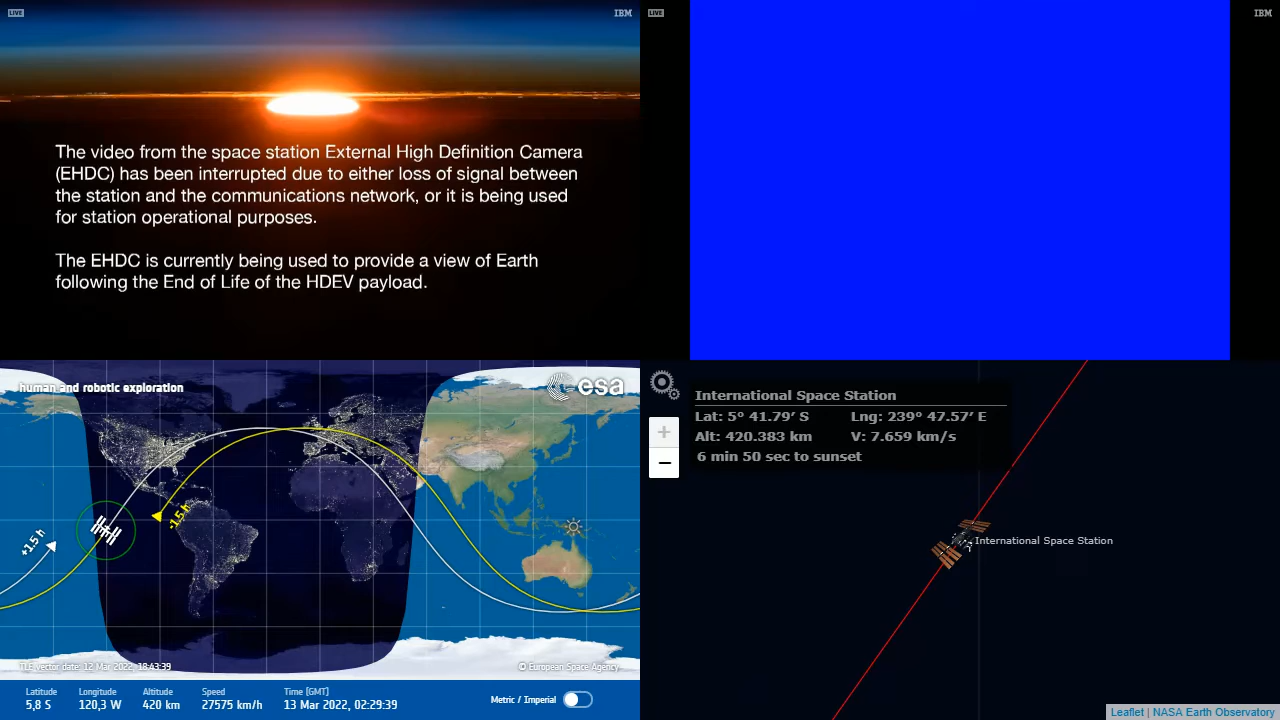 LIVE
IBM
The video from the space station External High Definition Camera
(EHDC) has been interrupted due to either loss of signal between
the station and the communications network, or it is being used
for station operational purposes.
The EHDC is currently being used to provide a view of Earth
following the End of Life of the HDEV payload.
LIVE
IBM
human and robotic exploration
esa
-1.5 h
+1.5 h
TLE vector date: 12 Mar 2022, 18:43:39
© European Space Agency
Latitude Longitude Altitude Speed Time [GMT]
5,8 S 120,3 W 420 km 27575 km/h 13 Mar 2022, 02:29:39
Metric / Imperial
International Space Station
Lat: 5° 41.79′ S Lng: 239° 47.57′ E
Alt: 420.383 km V: 7.659 km/s
6 min 50 sec to sunset
+
−
International Space Station
Leaflet | NASA Earth Observatory